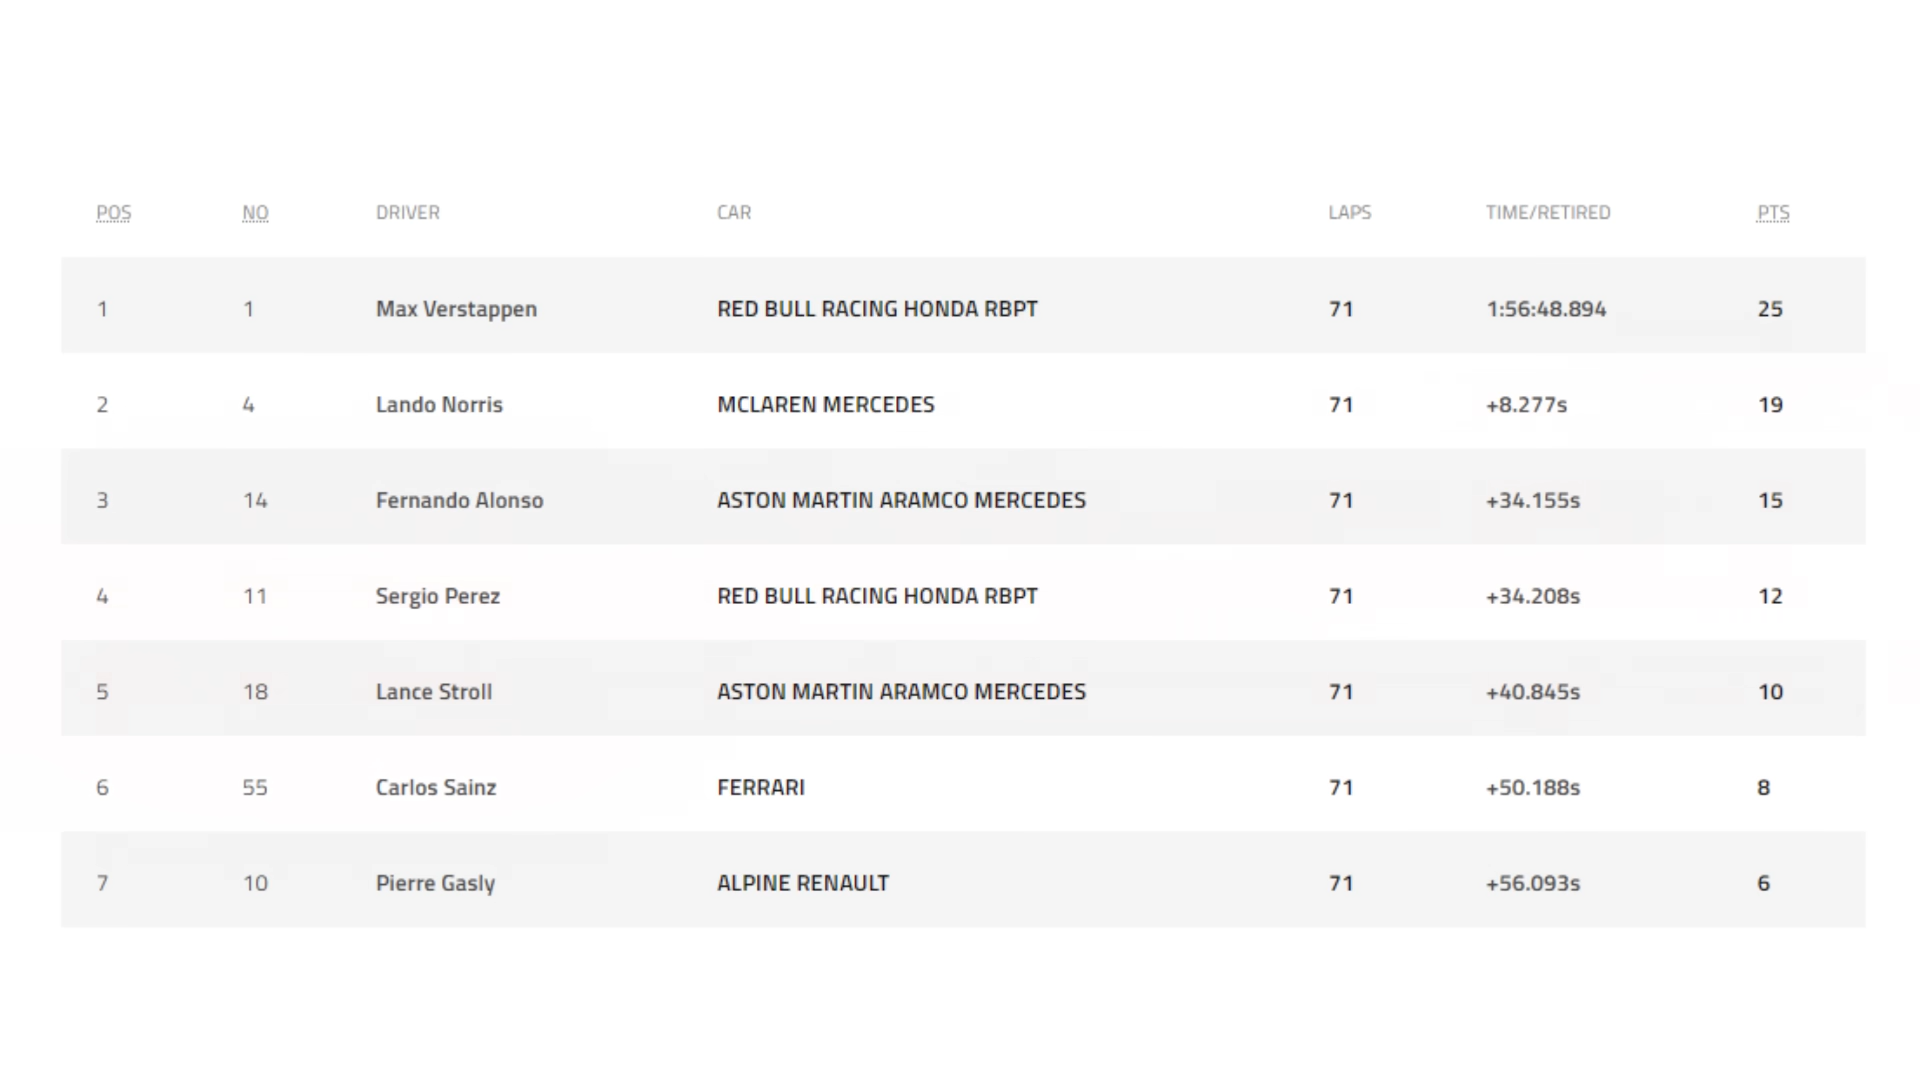 POS NO DRIVER CAR LAPS TIME/RETIRED PTS
1 1 Max Verstappen RED BULL RACING HONDA RBPT 71 1:56:48.894 25
2 4 Lando Norris MCLAREN MERCEDES 71 +8.277s 19
3 14 Fernando Alonso ASTON MARTIN ARAMCO MERCEDES 71 +34.155s 15
4 11 Sergio Perez RED BULL RACING HONDA RBPT 71 +34.208s 12
5 18 Lance Stroll ASTON MARTIN ARAMCO MERCEDES 71 +40.845s 10
6 55 Carlos Sainz FERRARI 71 +50.188s 8
7 10 Pierre Gasly ALPINE RENAULT 71 +56.093s 6